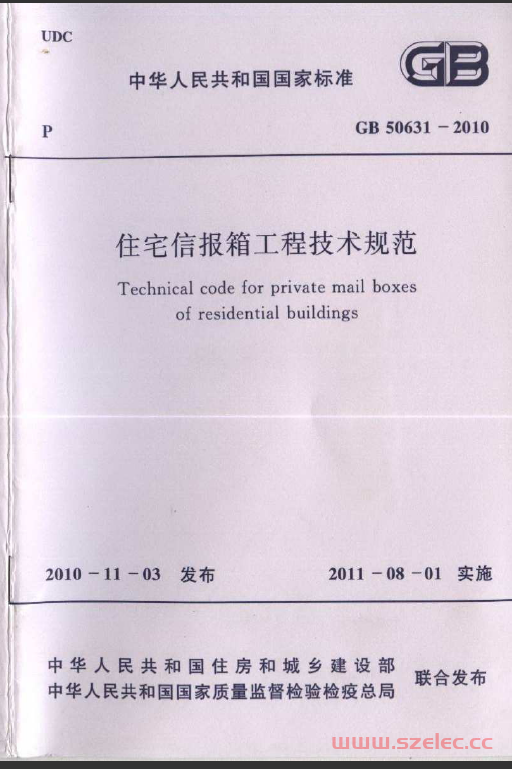 UDC
中华人民共和国国家标准
GB
P
GB 50631－2010
住宅信报箱工程技术规范
Technical code for private mail boxes
of residential buildings
2010－11－03 发布
2011－08－01 实施
中华人民共和国住房和城乡建设部
中华人民共和国国家质量监督检验检疫总局
联合发布
www.szelec.cc